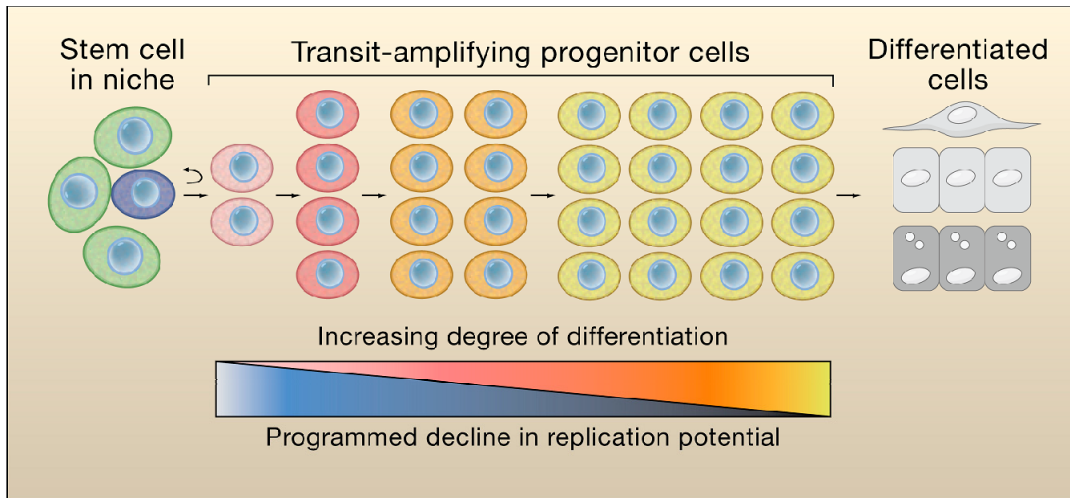 Stem cell
in niche
Transit-amplifying progenitor cells
Differentiated
cells
Increasing degree of differentiation
Programmed decline in replication potential